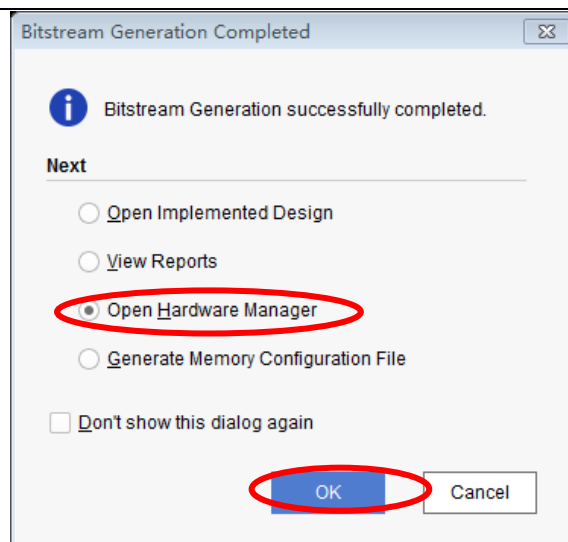 Bitstream Generation Completed
Bitstream Generation successfully completed.
Next
Open Implemented Design
View Reports
Open Hardware Manager
Generate Memory Configuration File
Don't show this dialog again
OK
Cancel